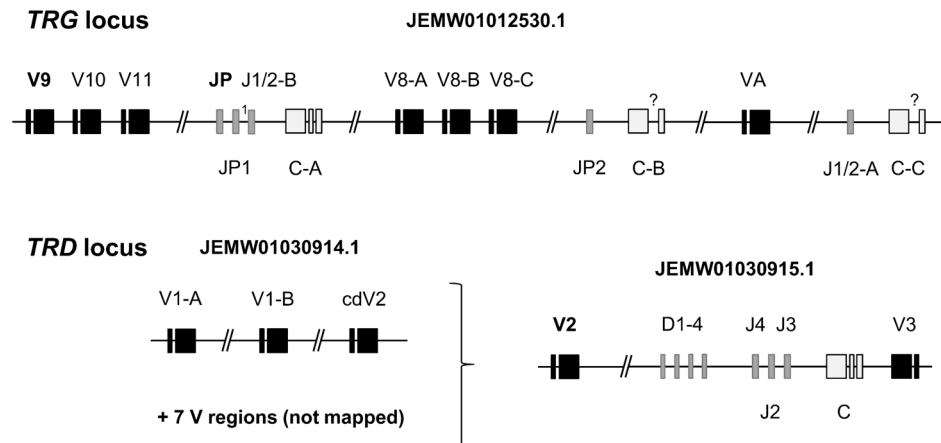 TRG locus
JEMW01012530.1
V9 V10 V11 JP J1/2-B V8-A V8-B V8-C VA
1 ? ?
JP1 C-A JP2 C-B J1/2-A C-C
TRD locus
JEMW01030914.1
JEMW01030915.1
V1-A V1-B cdV2
V2 D1-4 J4 J3 V3
+ 7 V regions (not mapped)
J2 C